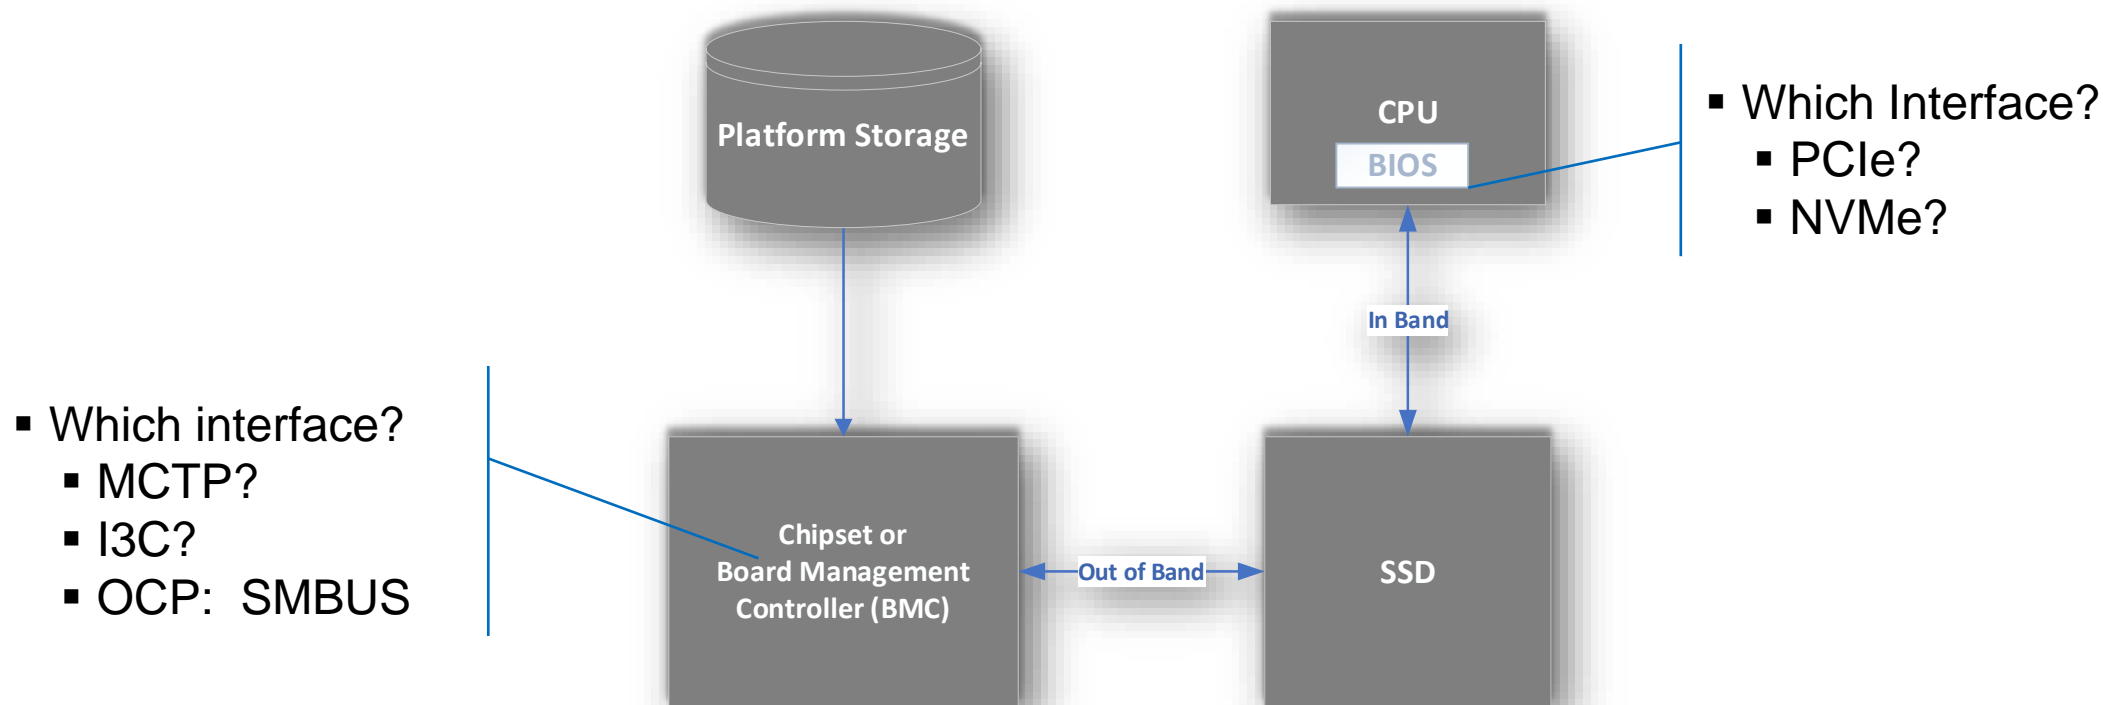 Platform Storage
CPU
BIOS
▪ Which Interface?
▪ PCIe?
▪ NVMe?
In Band
▪ Which interface?
▪ MCTP?
▪ I3C?
▪ OCP: SMBUS
Chipset or
Board Management
Controller (BMC)
Out of Band
SSD